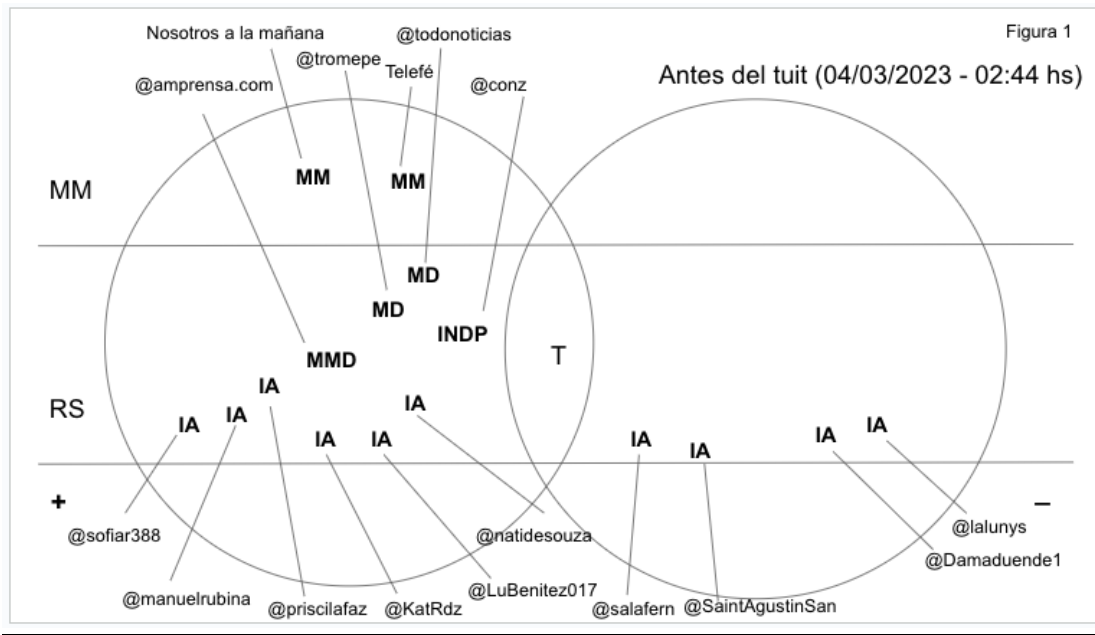 Nosotros a la mañana
@todonoticias
Figura 1
@tromepe
Telefé
@amprensa.com
@conz
Antes del tuit (04/03/2023 - 02:44 hs)
MM
MM
MM
MD
MD
INDP
MMD
T
IA
RS
IA
IA
IA
IA
IA
IA
IA
IA
IA
+
–
@sofiar388
@natidesouza
@lalunys
@Damaduende1
@manuelrubina
@priscilafaz
@KatRdz
@LuBenitez017
@salafern
@SaintAgustinSan